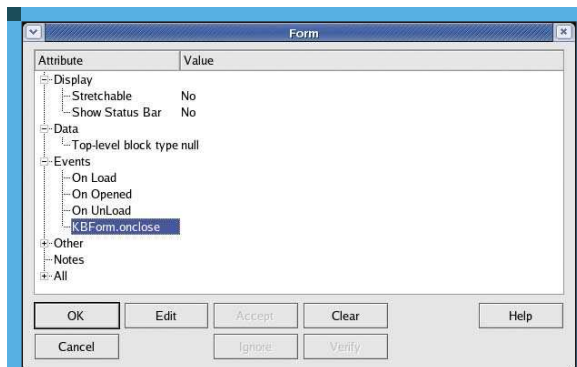 Form
Attribute Value
Display
Stretchable No
Show Status Bar No
Data
Top-level block type null
Events
On Load
On Opened
On UnLoad
KBForm.onclose
Other
Notes
All
OK Edit Accept Clear Help
Cancel Ignore Verify